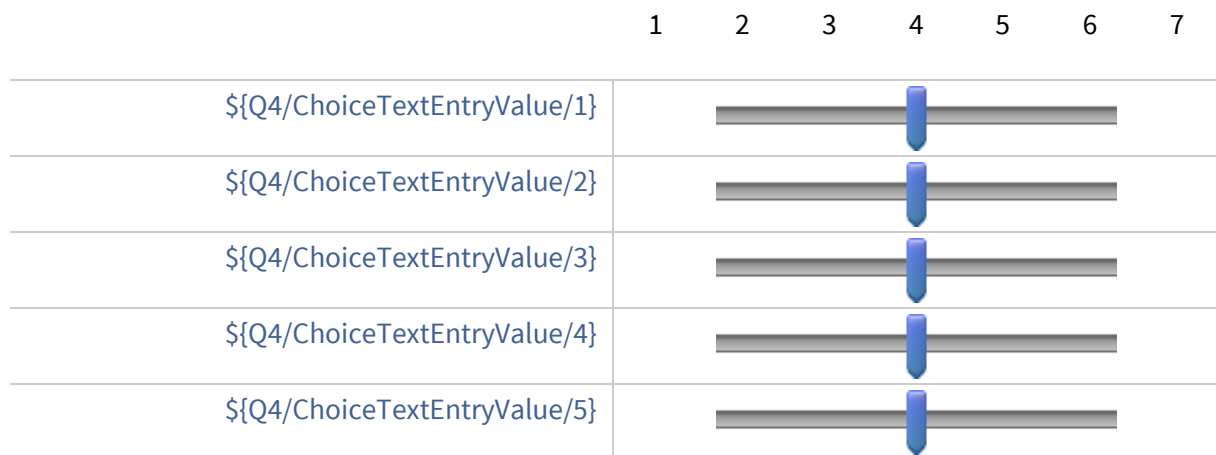 1 2 3 4 5 6 7
${Q4/ChoiceTextEntryValue/1}
${Q4/ChoiceTextEntryValue/2}
${Q4/ChoiceTextEntryValue/3}
${Q4/ChoiceTextEntryValue/4}
${Q4/ChoiceTextEntryValue/5}